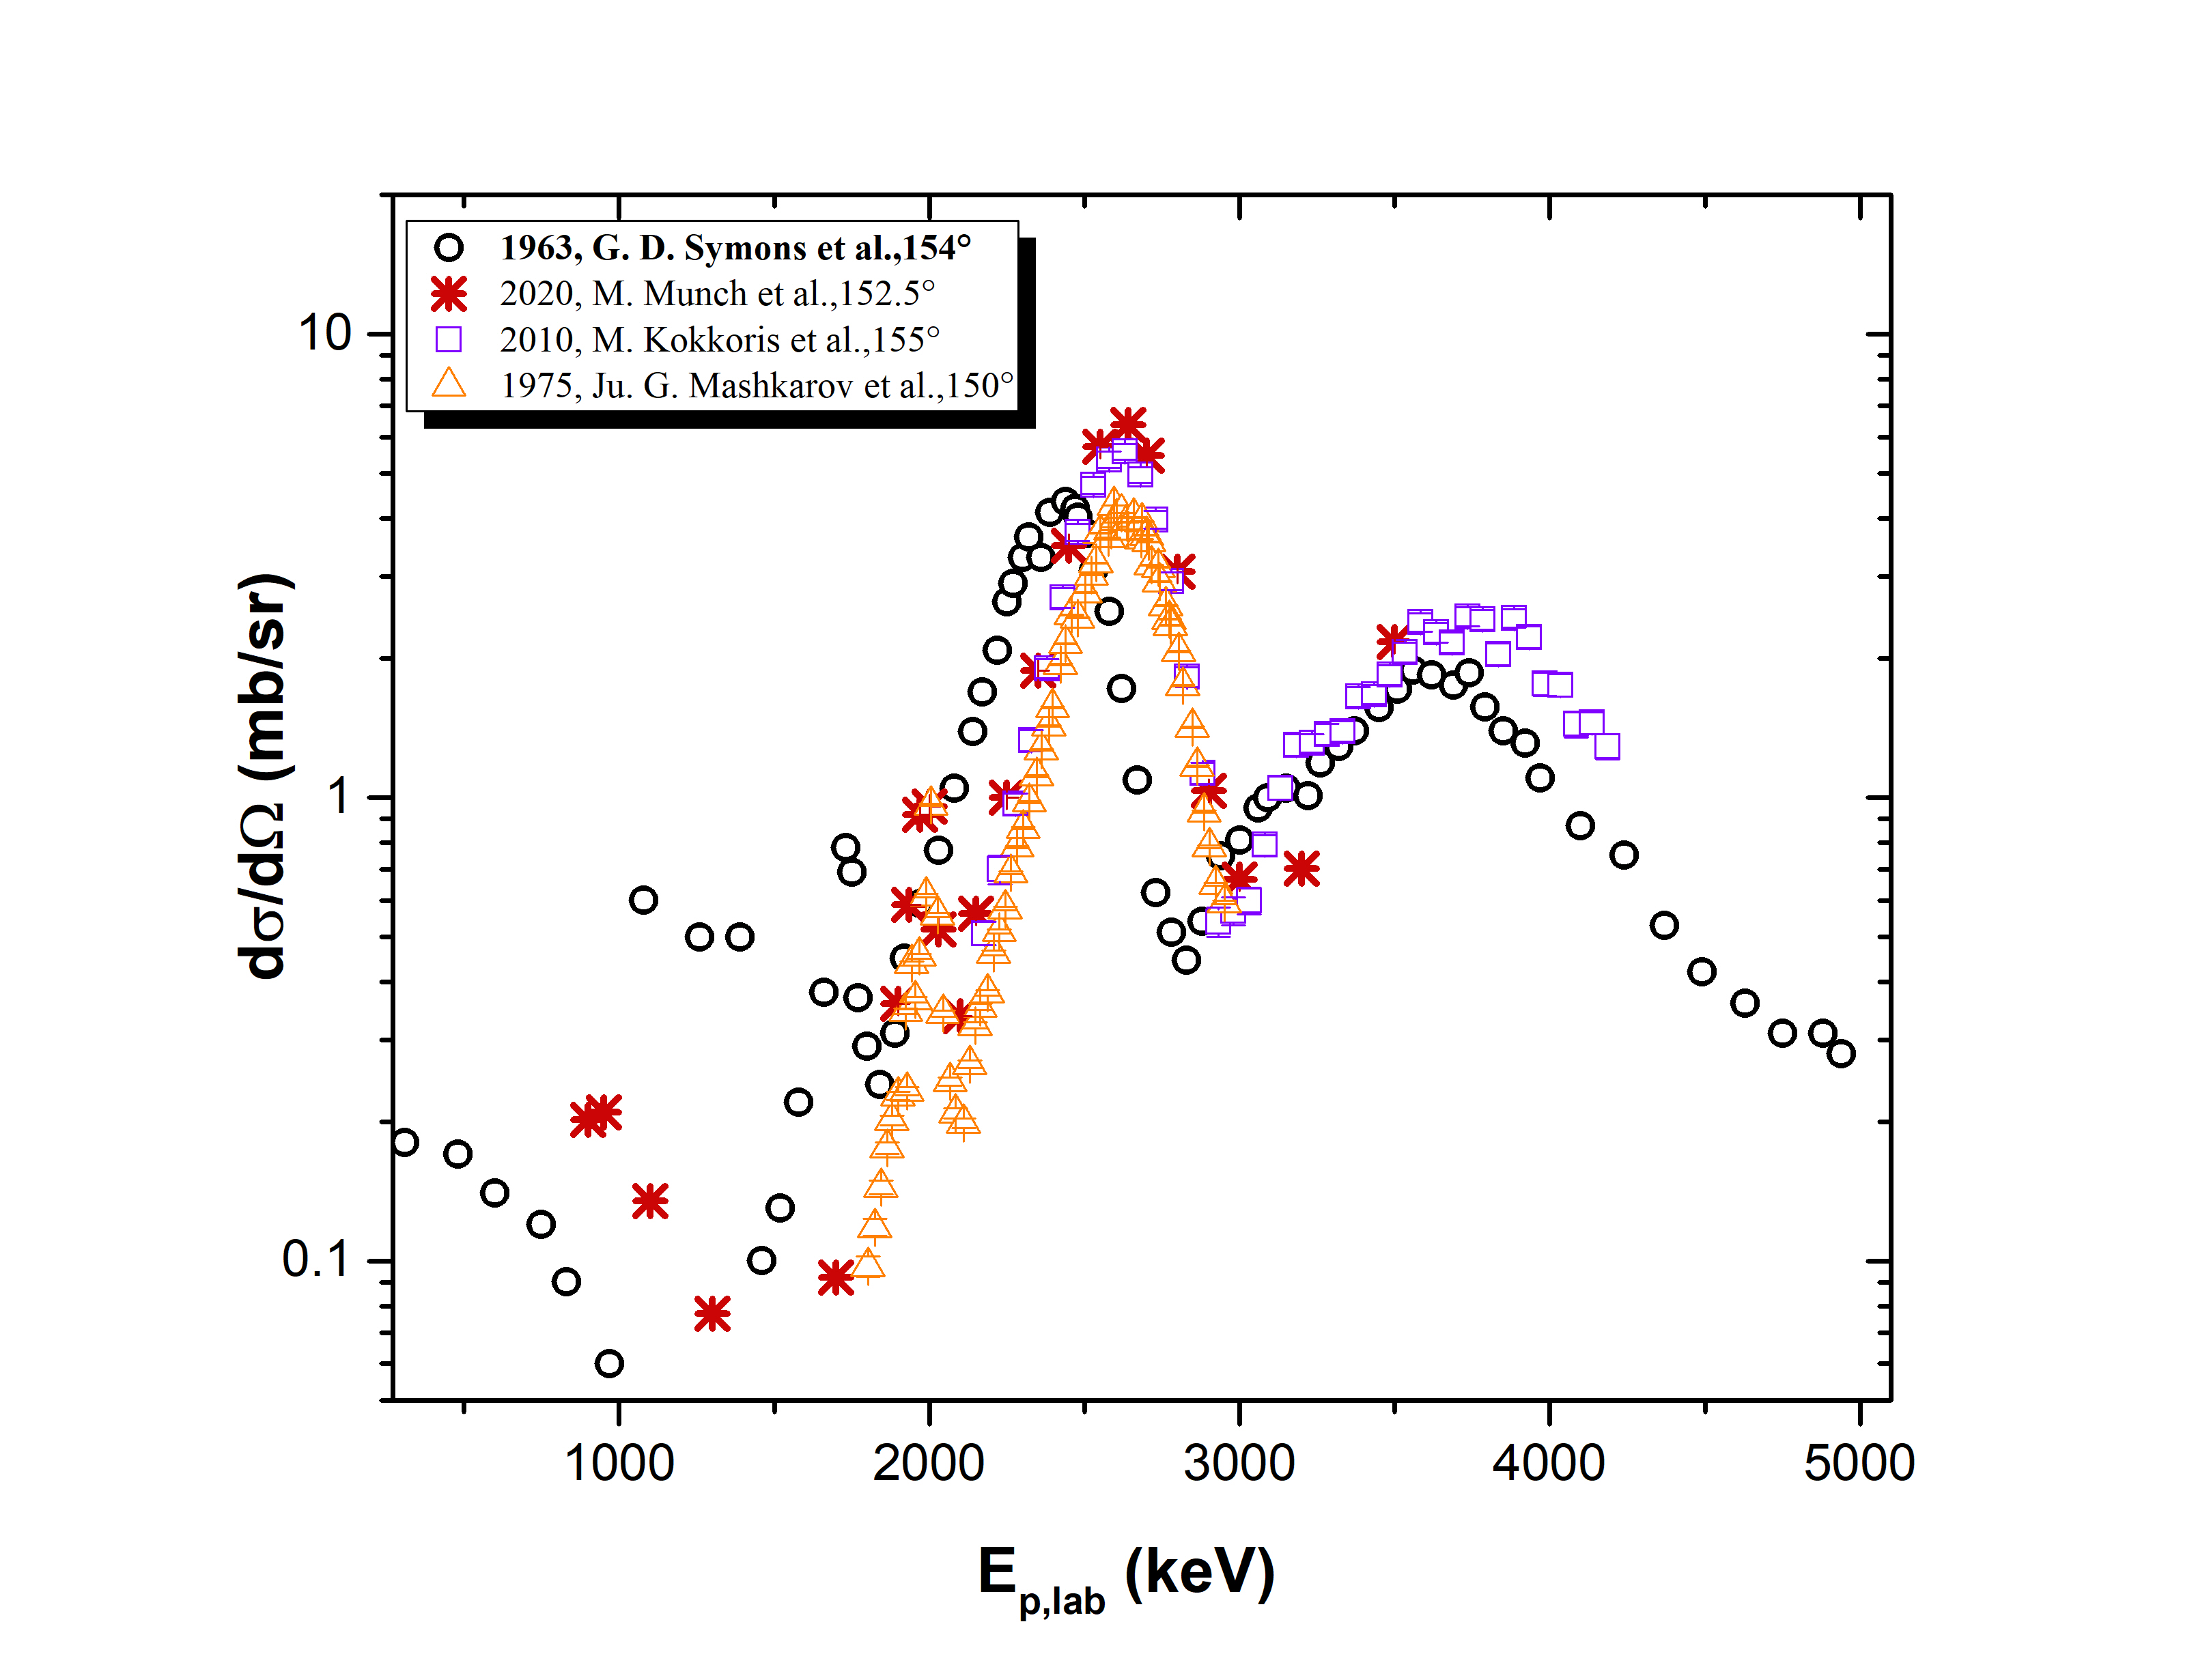 1963, G. D. Symons et al.,154°
2020, M. Munch et al.,152.5°
2010, M. Kokkoris et al.,155°
1975, Ju. G. Mashkarov et al.,150°
10
1
0.1
dσ/dΩ (mb/sr)
1000 2000 3000 4000 5000
Ep,lab (keV)